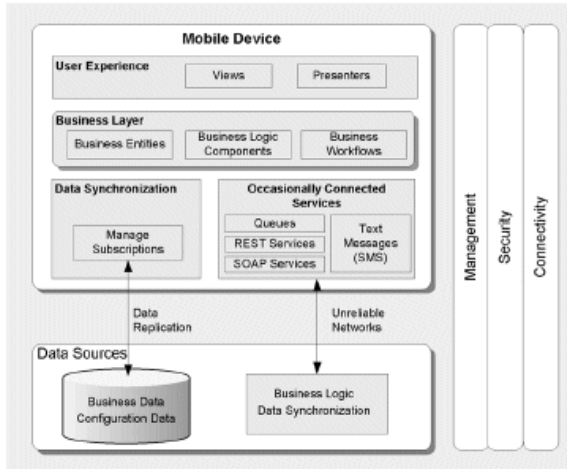 Mobile Device
User Experience
Views
Presenters
Business Layer
Business Entities
Business Logic
Components
Business
Workflows
Data Synchronization
Manage
Subscriptions
Occasionally Connected
Services
Queues
REST Services
SOAP Services
Text
Messages
(SMS)
Data
Replication
Unreliable
Networks
Data Sources
Business Data
Configuration Data
Business Logic
Data Synchronization
Management
Security
Connectivity